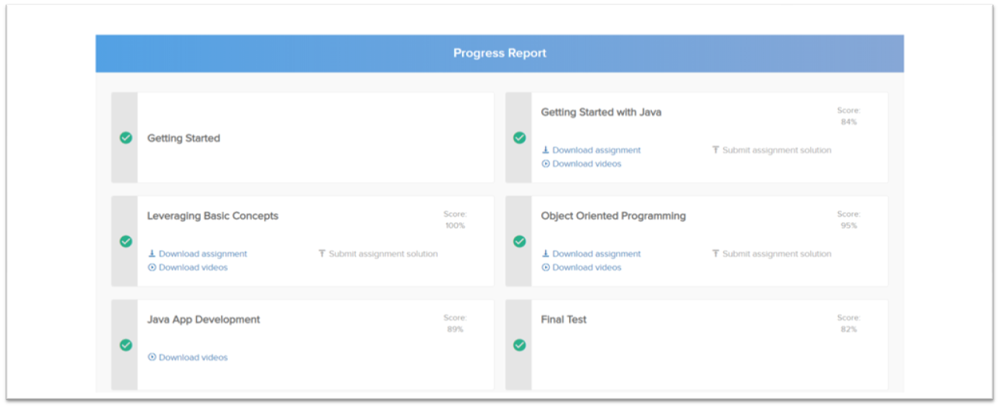 Progress Report
Getting Started
Getting Started with Java
Score:
84%
Download assignment
Submit assignment solution
Download videos
Leveraging Basic Concepts
Score:
100%
Download assignment
Submit assignment solution
Download videos
Object Oriented Programming
Score:
95%
Download assignment
Submit assignment solution
Download videos
Java App Development
Score:
89%
Download videos
Final Test
Score:
82%